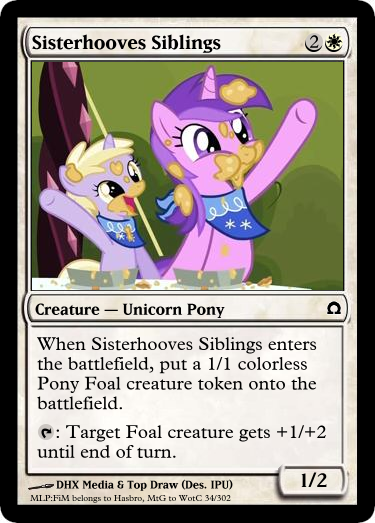 Sisterhooves Siblings 2
Creature — Unicorn Pony Ω
When Sisterhooves Siblings enters
the battlefield, put a 1/1 colorless
Pony Foal creature token onto the
battlefield.
: Target Foal creature gets +1/+2
until end of turn.
DHX Media & Top Draw (Des. IPU)
1/2
MLP:FiM belongs to Hasbro, MtG to WotC 34/302